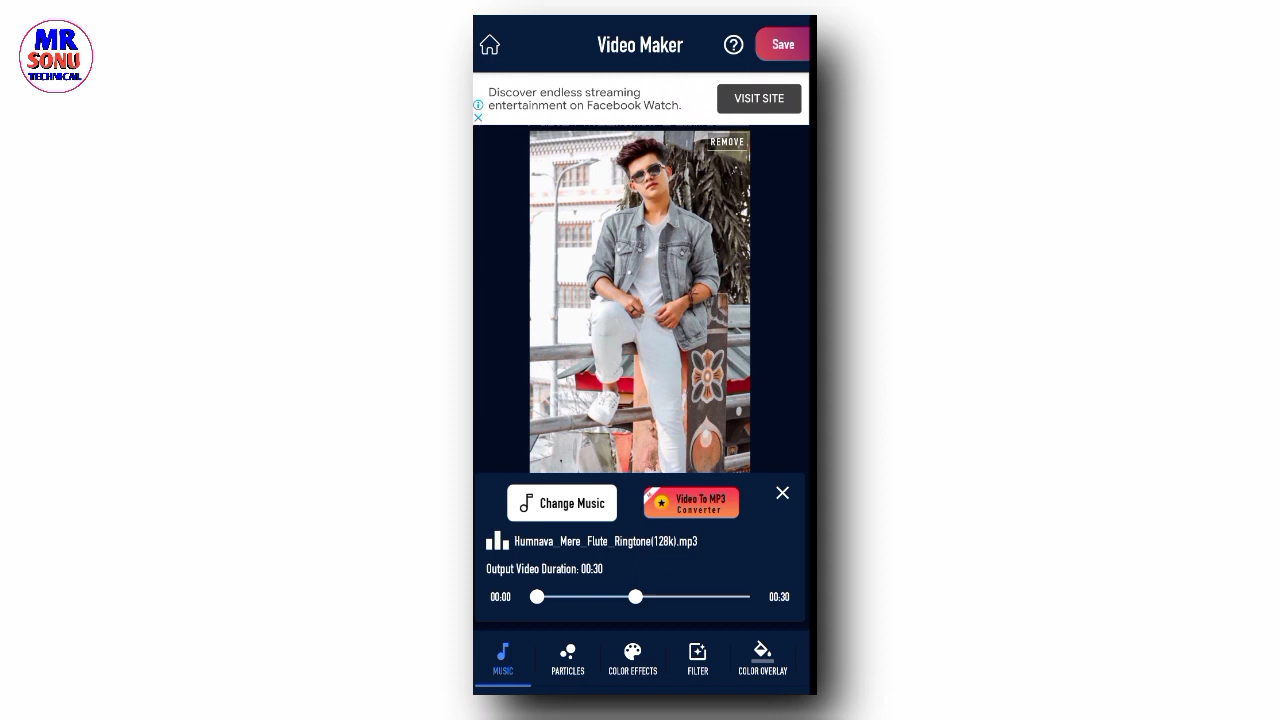 MR
SONU
TECHNICAL
Video Maker
Save
Discover endless streaming
entertainment on Facebook Watch.
VISIT SITE
REMOVE
Change Music
Video To MP3
Converter
Humnava_Mere_Flute_Ringtone(128k).mp3
Output Video Duration: 00:30
00:00
00:30
MUSIC
PARTICLES
COLOR EFFECTS
FILTER
COLOR OVERLAY